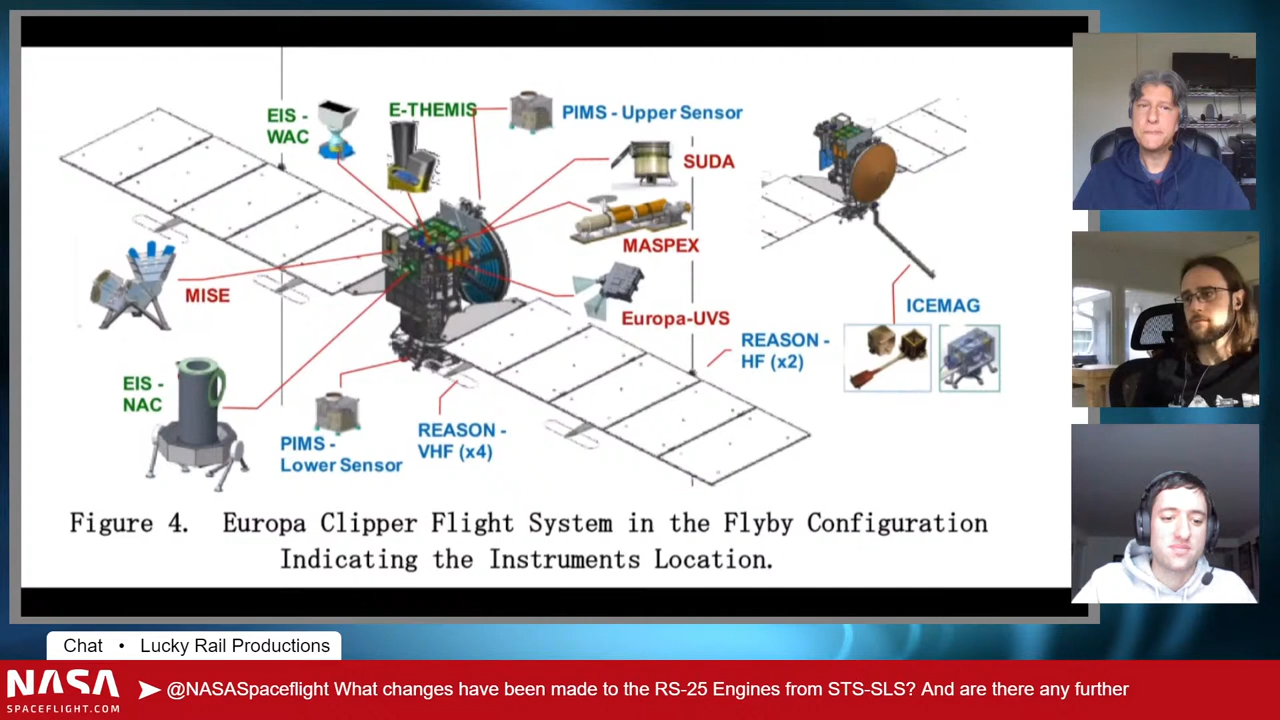 EIS -
WAC
E-THEMIS
PIMS - Upper Sensor
SUDA
MASPEX
MISE
Europa-UVS
ICEMAG
REASON -
HF (x2)
EIS -
NAC
PIMS -
Lower Sensor
REASON -
VHF (x4)
Figure 4. Europa Clipper Flight System in the Flyby Configuration
Indicating the Instruments Location.
Chat • Lucky Rail Productions
NASA
SPACEFLIGHT.COM
@NASASpaceflight What changes have been made to the RS-25 Engines from STS-SLS? And are there any further